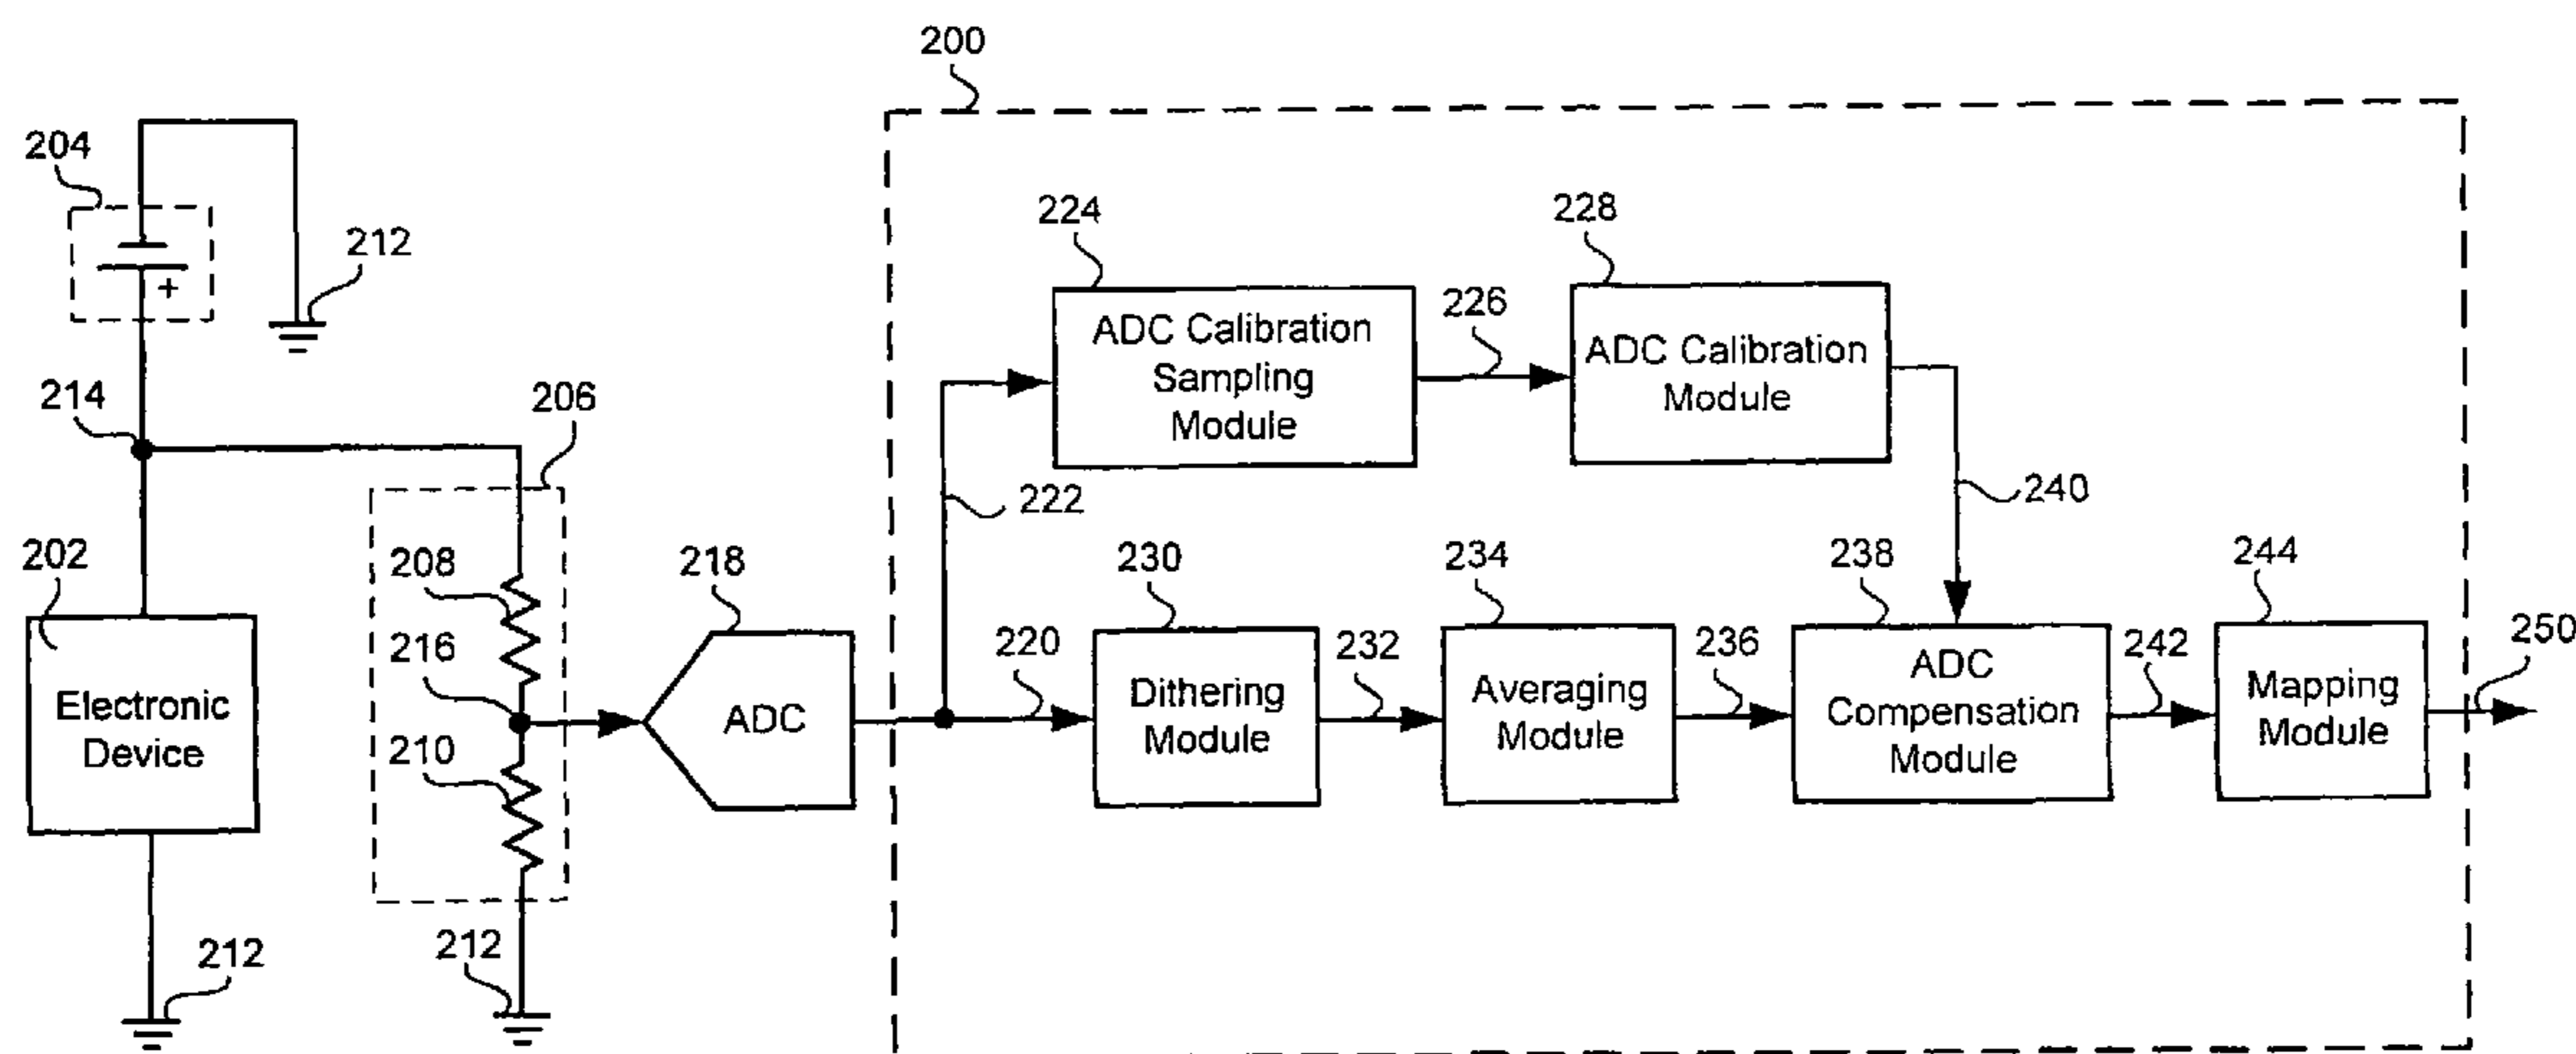 200
204
212
224
228
ADC Calibration
Sampling
Module
226
ADC Calibration
Module
+
214
206
222
240
202
Electronic
Device
208
216
210
218
ADC
220
230
Dithering
Module
232
234
Averaging
Module
236
238
ADC
Compensation
Module
242
244
Mapping
Module
250
212
212